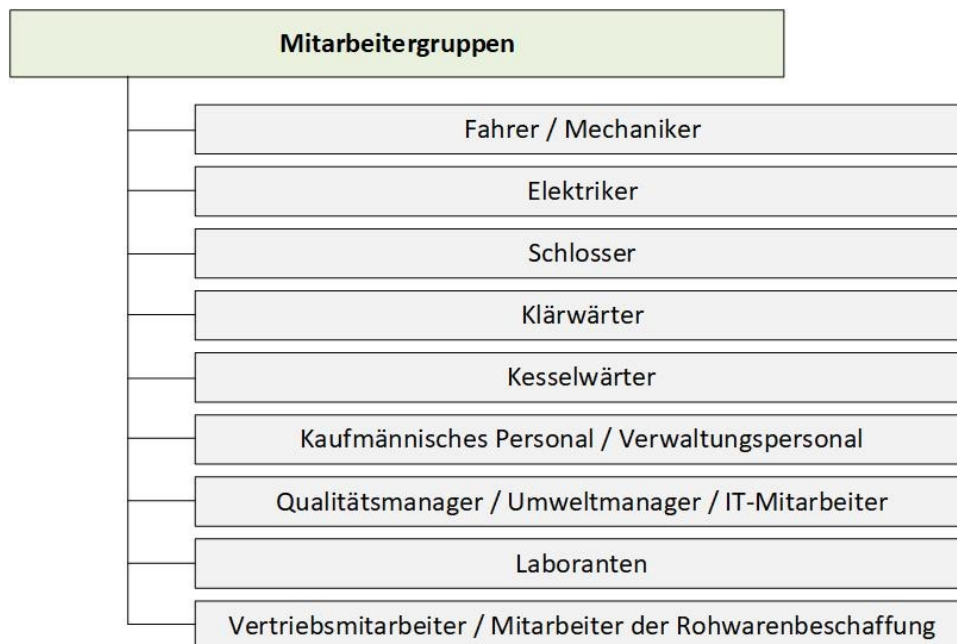 Mitarbeitergruppen
Fahrer / Mechaniker
Elektriker
Schlosser
Klärwärter
Kesselwärter
Kaufmännisches Personal / Verwaltungspersonal
Qualitätsmanager / Umweltmanager / IT-Mitarbeiter
Laboranten
Vertriebsmitarbeiter / Mitarbeiter der Rohwarenbeschaffung